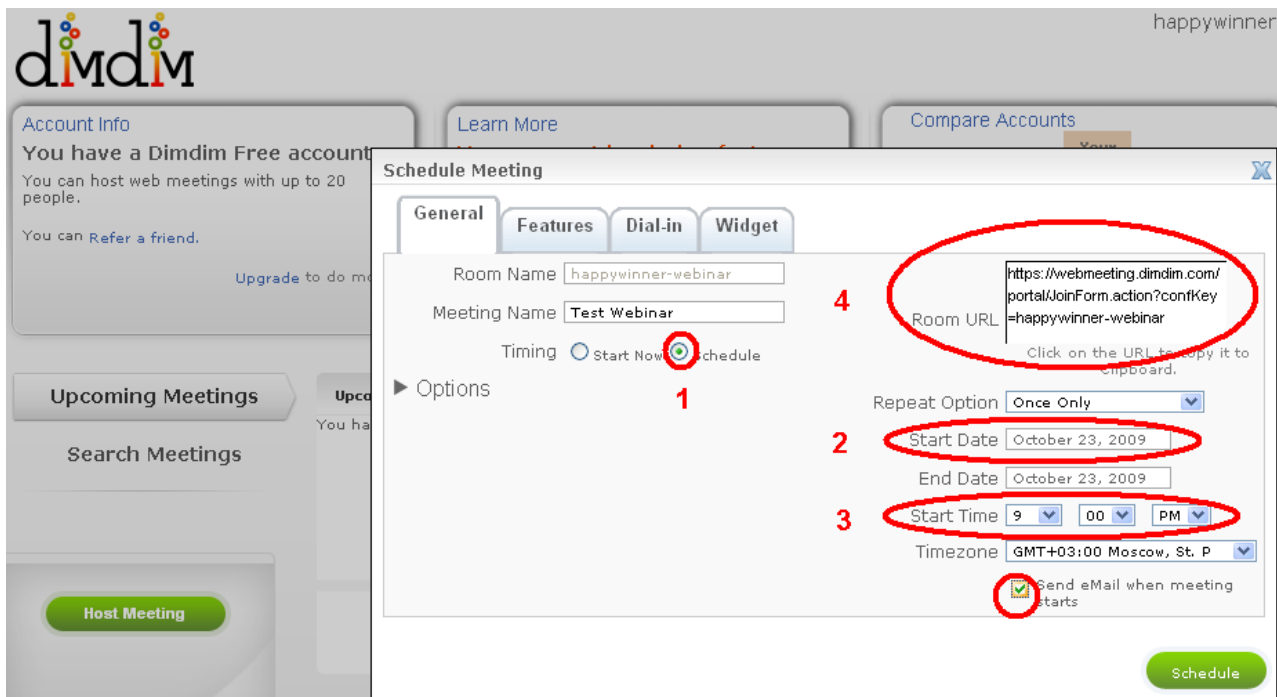 dimdim
happywinner
Account Info
You have a Dimdim Free account
You can host web meetings with up to 20
people.
You can Refer a friend.
Upgrade to do mo
Learn More
Compare Accounts
Your
Schedule Meeting
General
Features
Dial-in
Widget
Room Name happywinner-webinar
Meeting Name Test Webinar
Timing Start Now Schedule
1
Options
4
Room URL
https://webmeeting.dimdim.com/
portal/JoinForm.action?confKey
=happywinner-webinar
Click on the URL to copy it to
Clipboard.
Repeat Option Once Only
2
Start Date October 23, 2009
End Date October 23, 2009
3
Start Time 9 00 PM
Timezone GMT+03:00 Moscow, St. P
Send eMail when meeting
starts
Schedule
Upcoming Meetings
Search Meetings
Upco
You ha
Host Meeting